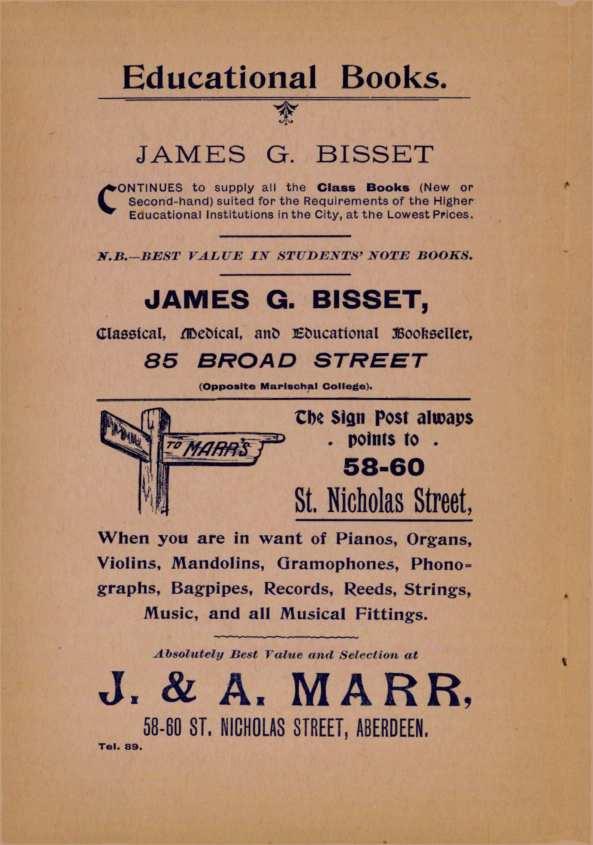 Educational Books.
JAMES G. BISSET
CONTINUES to supply all the Class Books (New or
Second-hand) suited for the Requirements of the Higher
Educational Institutions in the City, at the Lowest Prices.
N.B.—BEST VALUE IN STUDENTS' NOTE BOOKS.
JAMES G. BISSET,
Classical, Medical, and Educational Bookseller,
85 BROAD STREET
(Opposite Marischal College).
TO MARR'S
The Sign Post always
. points to .
58-60
St. Nicholas Street,
When you are in want of Pianos, Organs,
Violins, Mandolins, Gramophones, Phono=
graphs, Bagpipes, Records, Reeds, Strings,
Music, and all Musical Fittings.
Absolutely Best Value and Selection at
J. & A. MARR,
58-60 ST. NICHOLAS STREET, ABERDEEN.
Tel. 89.